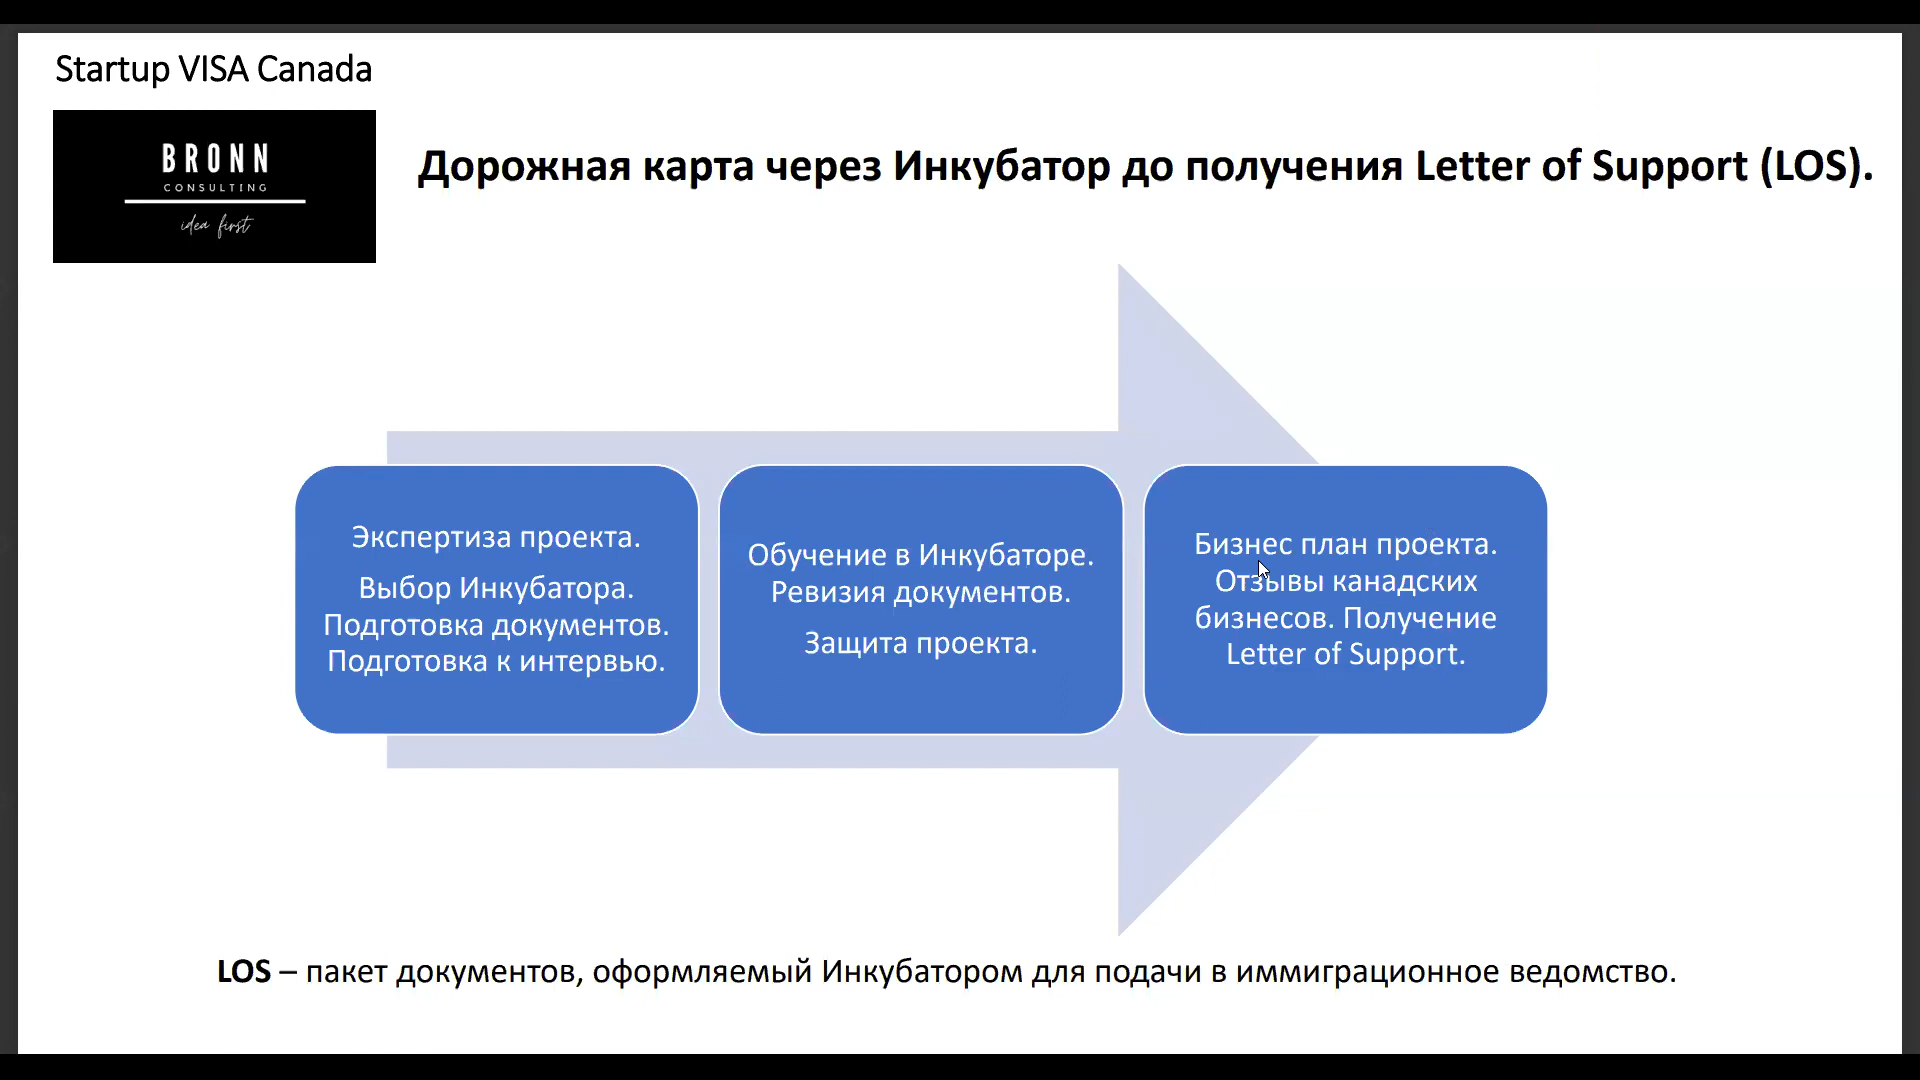 Startup VISA Canada
BRONN
CONSULTING
idea first
Дорожная карта через Инкубатор до получения Letter of Support (LOS).
Экспертиза проекта.
Выбор Инкубатора.
Подготовка документов.
Подготовка к интервью.
Обучение в Инкубаторе.
Ревизия документов.
Защита проекта.
Бизнес план проекта.
Отзывы канадских
бизнесов. Получение
Letter of Support.
LOS – пакет документов, оформляемый Инкубатором для подачи в иммиграционное ведомство.